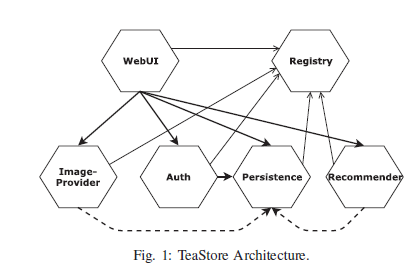 WebUI
Registry
Image-
Provider
Auth
Persistence
Recommender
Fig. 1: TeaStore Architecture.